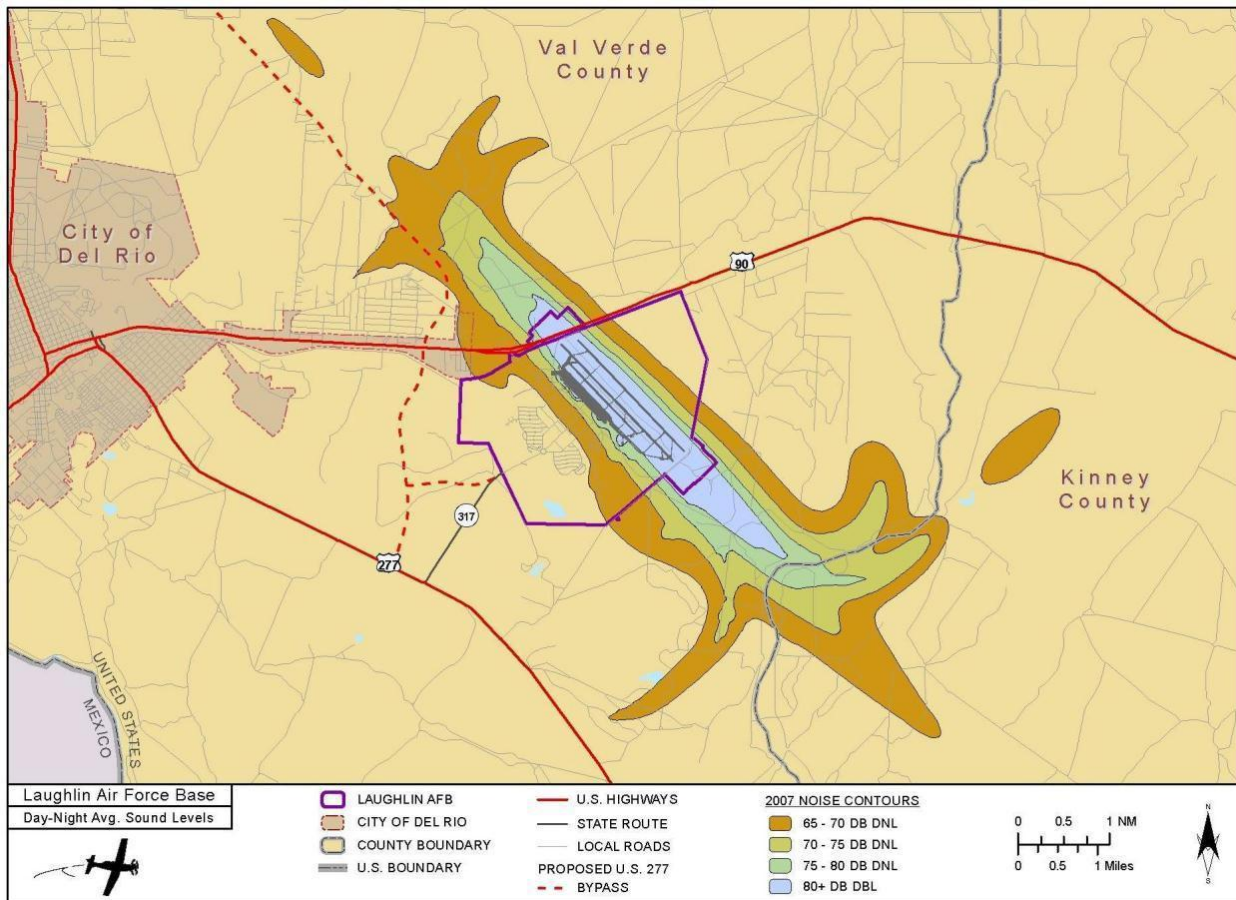 Val Verde
County
City of
Del Rio
90
Kinney
County
317
277
UNITED STATES
MEXICO
Laughlin Air Force Base
Day-Night Avg. Sound Levels
LAUGHLIN AFB
CITY OF DEL RIO
COUNTY BOUNDARY
U.S. BOUNDARY
U.S. HIGHWAYS
STATE ROUTE
LOCAL ROADS
PROPOSED U.S. 277
BYPASS
2007 NOISE CONTOURS
65 - 70 DB DNL
70 - 75 DB DNL
75 - 80 DB DNL
80+ DB DBL
0 0.5 1 NM
0 0.5 1 Miles
N
S